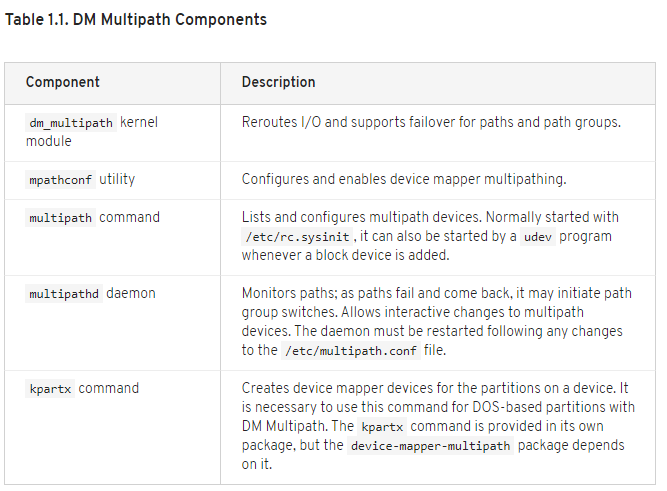 Table 1.1. DM Multipath Components
Component
Description
dm_multipath kernel
module
Reroutes I/O and supports failover for paths and path groups.
mpathconf utility
Configures and enables device mapper multipathing.
multipath command
Lists and configures multipath devices. Normally started with
/etc/rc.sysinit, it can also be started by a udev program
whenever a block device is added.
multipathd daemon
Monitors paths; as paths fail and come back, it may initiate path
group switches. Allows interactive changes to multipath
devices. The daemon must be restarted following any changes
to the /etc/multipath.conf file.
kpartx command
Creates device mapper devices for the partitions on a device. It
is necessary to use this command for DOS-based partitions with
DM Multipath. The kpartx command is provided in its own
package, but the device-mapper-multipath package depends
on it.